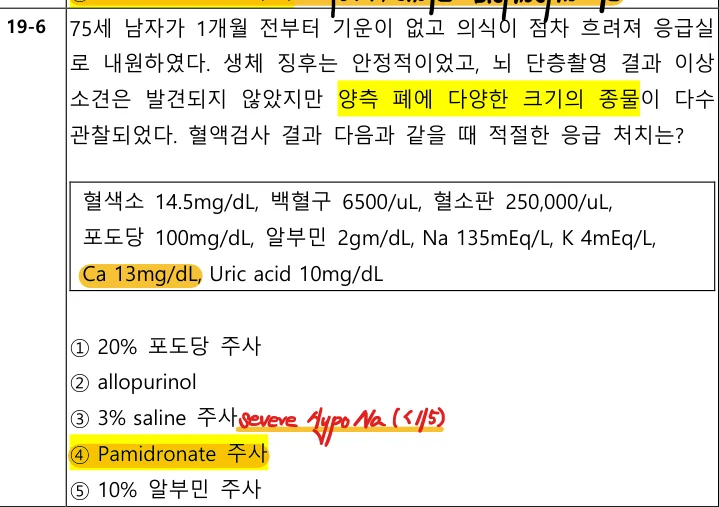 19-6
75세 남자가 1개월 전부터 기운이 없고 의식이 점차 흐려져 응급실
로 내원하였다. 생체 징후는 안정적이었고, 뇌 단층촬영 결과 이상
소견은 발견되지 않았지만 양측 폐에 다양한 크기의 종물이 다수
관찰되었다. 혈액검사 결과 다음과 같을 때 적절한 응급 처치는?
혈색소 14.5mg/dL, 백혈구 6500/uL, 혈소판 250,000/uL,
포도당 100mg/dL, 알부민 2gm/dL, Na 135mEq/L, K 4mEq/L,
Ca 13mg/dL, Uric acid 10mg/dL
① 20% 포도당 주사
② allopurinol
③ 3% saline 주사 severe Hypo Na (<115)
④ Pamidronate 주사
⑤ 10% 알부민 주사